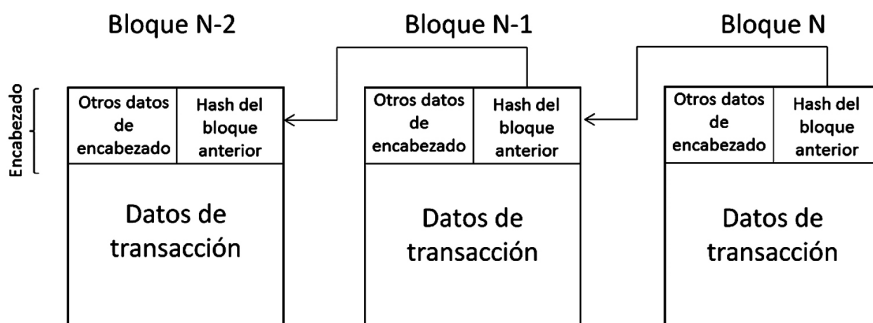 Bloque N-2
Bloque N-1
Bloque N
Encabezado
Otros datos
de
encabezado
Hash del
bloque
anterior
Datos de
transacción
Otros datos
de
encabezado
Hash del
bloque
anterior
Datos de
transacción
Otros datos
de
encabezado
Hash del
bloque
anterior
Datos de
transacción